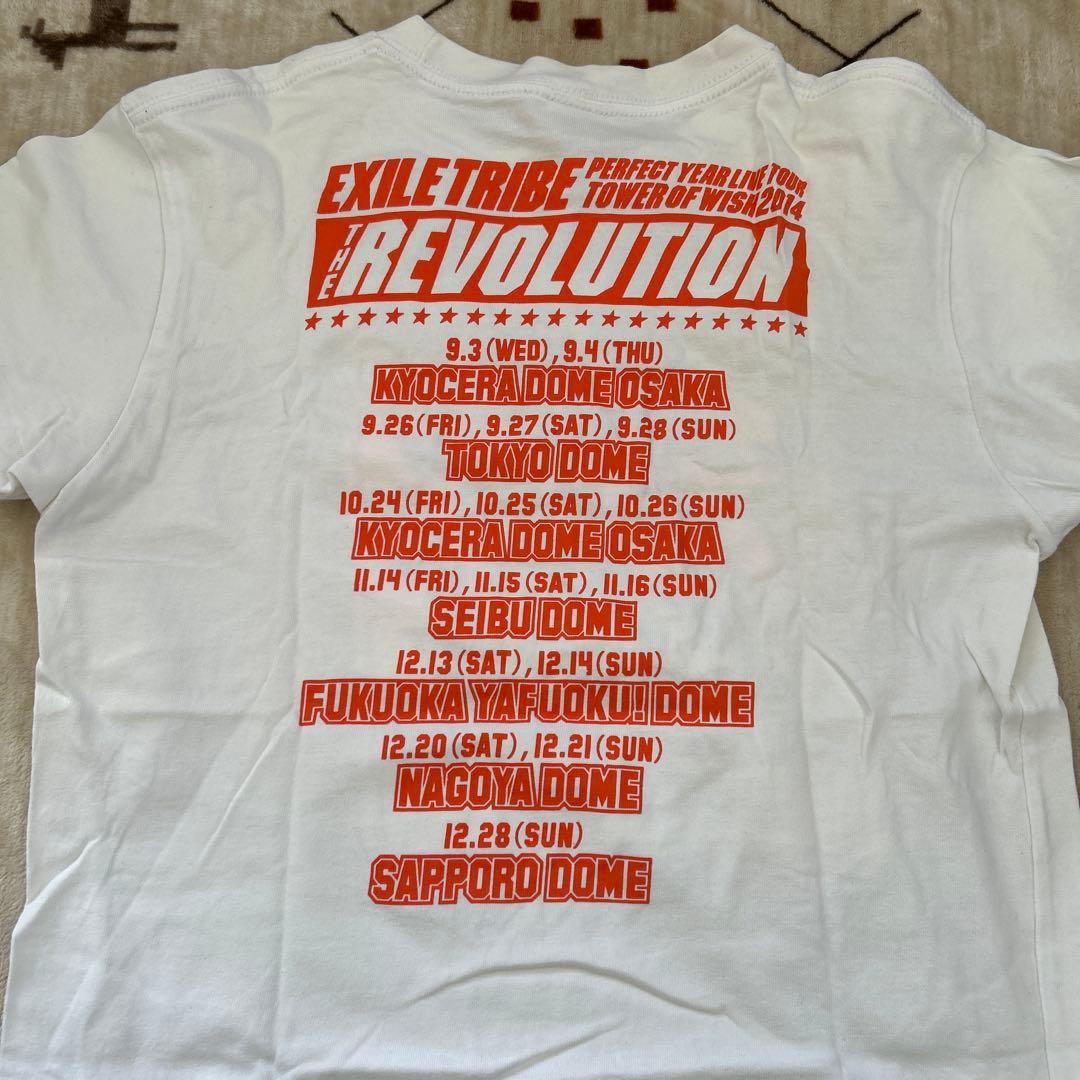 EXILE TRIBE PERFECT YEAR LIVE TOUR
TOWER OF WISH 2014
THE REVOLUTION
9.3(WED), 9.4(THU)
KYOCERA DOME OSAKA
9.26(FRI), 9.27(SAT), 9.28(SUN)
TOKYO DOME
10.24(FRI), 10.25(SAT), 10.26(SUN)
KYOCERA DOME OSAKA
11.14(FRI), 11.15(SAT), 11.16(SUN)
SEIBU DOME
12.13(SAT), 12.14(SUN)
FUKUOKA YAFUOKU! DOME
12.20(SAT), 12.21(SUN)
NAGOYA DOME
12.28(SUN)
SAPPORO DOME